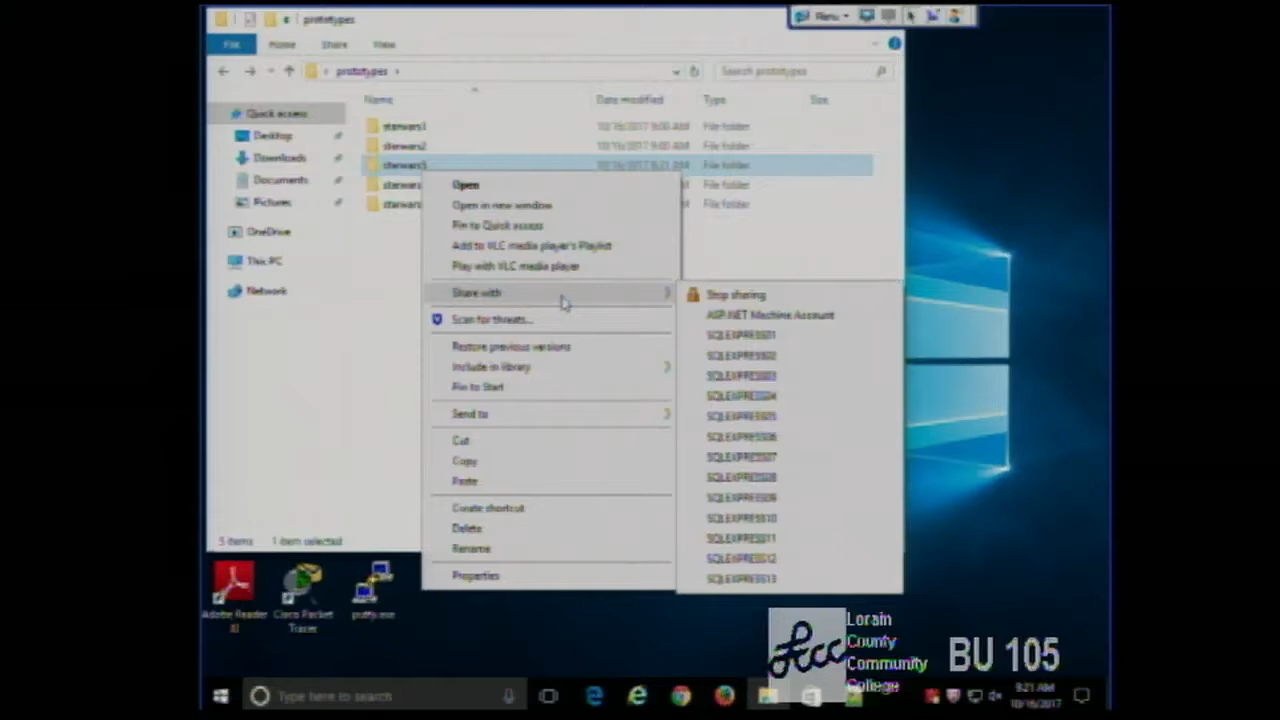 prototypes
Menu
File Home Share View
prototypes
Search prototypes
Name Date modified Type Size
Quick access
Desktop
Downloads
Documents
Pictures
OneDrive
This PC
Network
starwars1 10/16/2017 9:00 AM File folder
starwars2 10/16/2017 9:00 AM File folder
starwars5 10/16/2017 9:21 AM File folder
starwars File folder
starwars File folder
Open
Open in new window
Pin to Quick access
Add to VLC media player's Playlist
Play with VLC media player
Share with
Scan for threats...
Restore previous versions
Include in library
Pin to Start
Send to
Cut
Copy
Paste
Create shortcut
Delete
Rename
Properties
Stop sharing
ASP.NET Machine Account
SQLEXPRESS01
SQLEXPRESS02
SQLEXPRESS03
SQLEXPRESS04
SQLEXPRESS05
SQLEXPRESS06
SQLEXPRESS07
SQLEXPRESS08
SQLEXPRESS09
SQLEXPRESS10
SQLEXPRESS11
SQLEXPRESS12
SQLEXPRESS13
5 items 1 item selected
Adobe Reader XI
Cisco Packet Tracer
putty.exe
Lorain
County
Community
College
BU 105
Type here to search
9:21 AM
10/16/2017